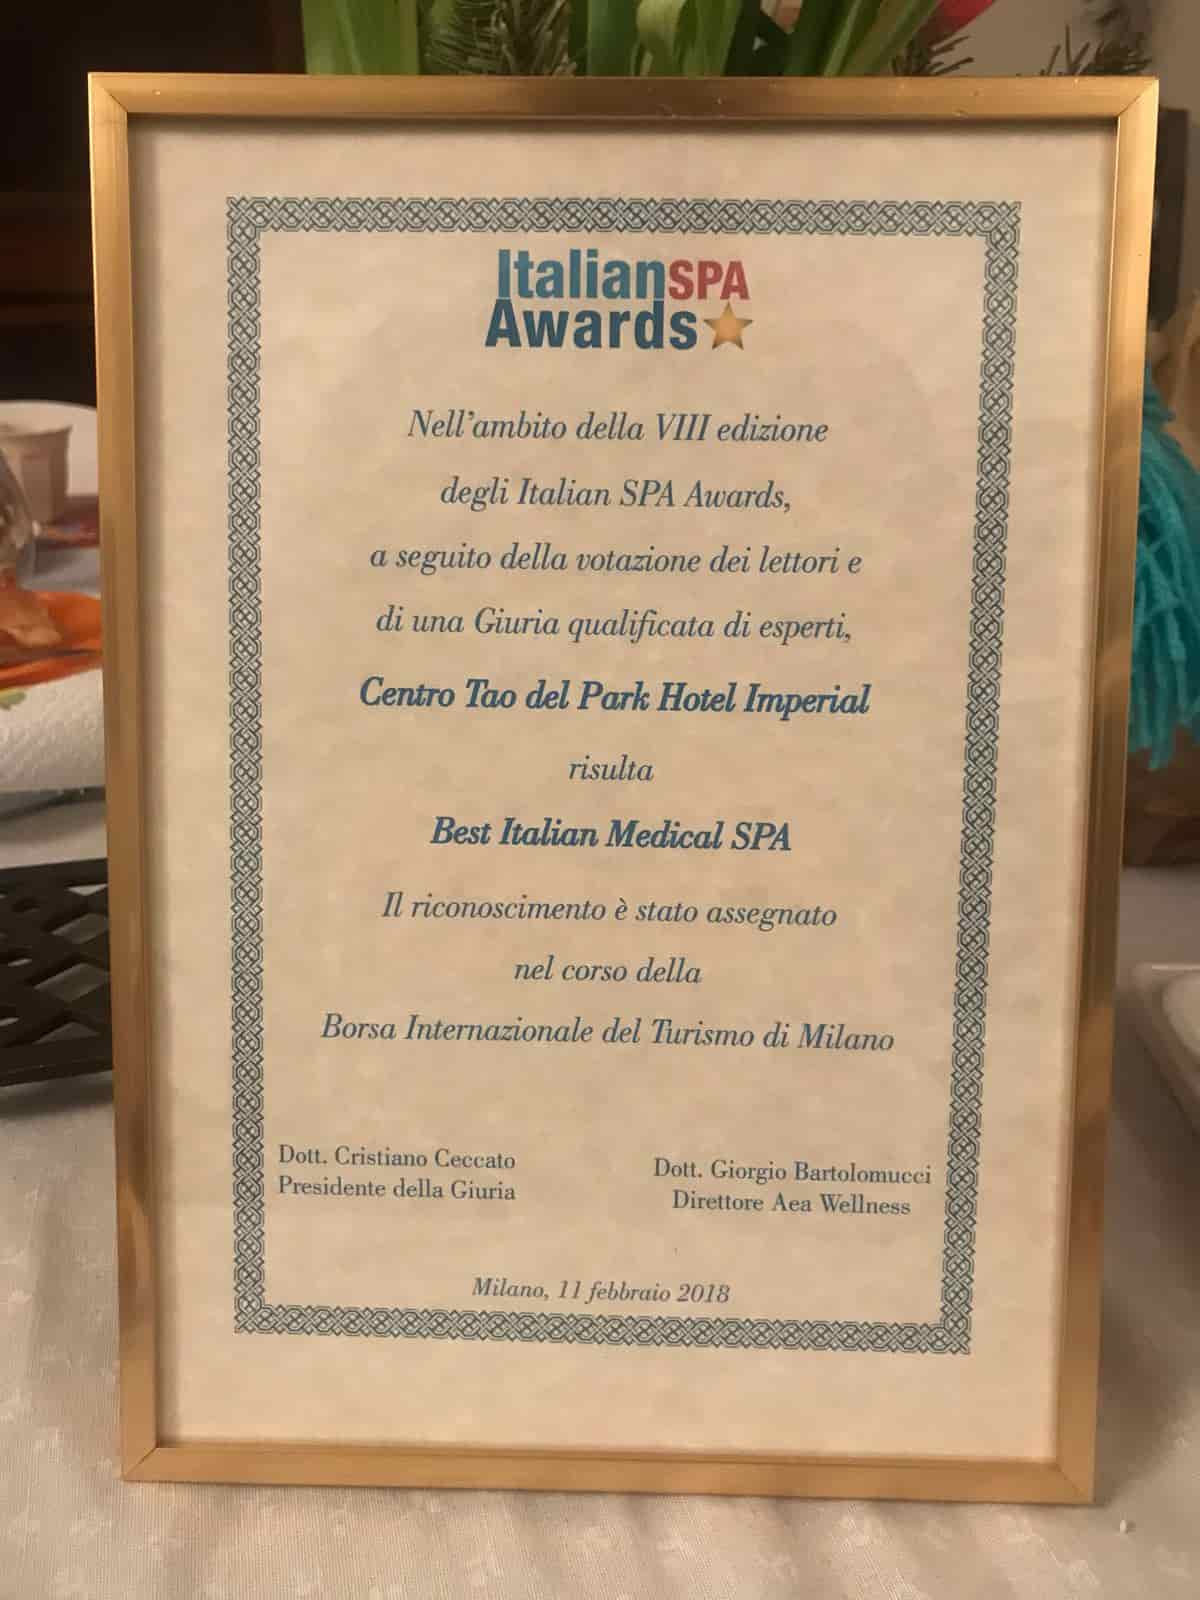 ItalianSPA
Awards
Nell'ambito della VIII edizione
degli Italian SPA Awards,
a seguito della votazione dei lettori e
di una Giuria qualificata di esperti,
Centro Tao del Park Hotel Imperial
risulta
Best Italian Medical SPA
Il riconoscimento è stato assegnato
nel corso della
Borsa Internazionale del Turismo di Milano
Dott. Cristiano Ceccato
Presidente della Giuria
Dott. Giorgio Bartolomucci
Direttore Aea Wellness
Milano, 11 febbraio 2018